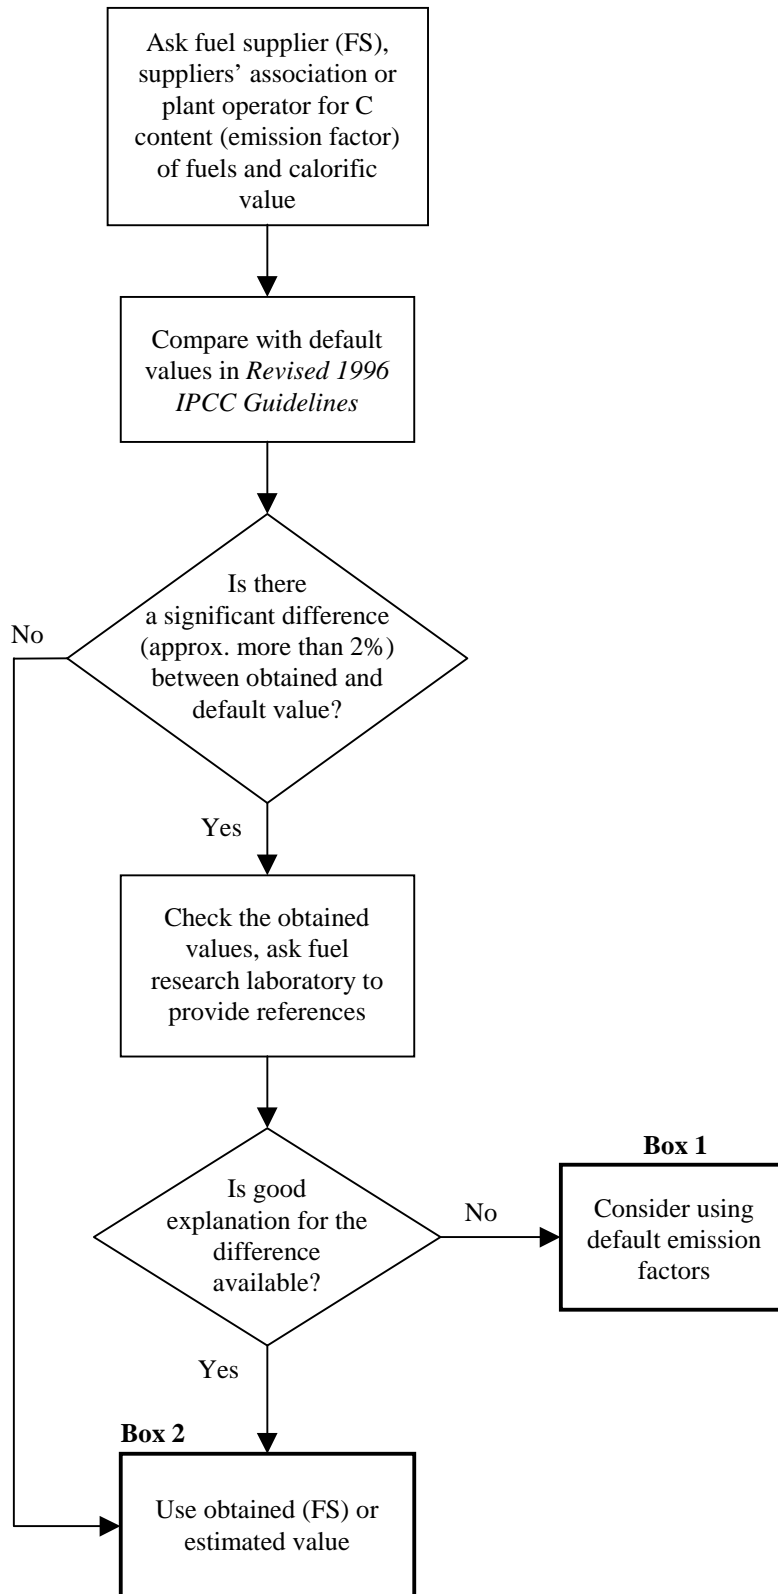 Ask fuel supplier (FS),
suppliers’ association or
plant operator for C
content (emission factor)
of fuels and calorific
value
Compare with default
values in Revised 1996
IPCC Guidelines
Is there
a significant difference
(approx. more than 2%)
between obtained and
default value?
No
Yes
Check the obtained
values, ask fuel
research laboratory to
provide references
Is good
explanation for the
difference
available?
No
Box 1
Consider using
default emission
factors
Yes
Box 2
Use obtained (FS) or
estimated value